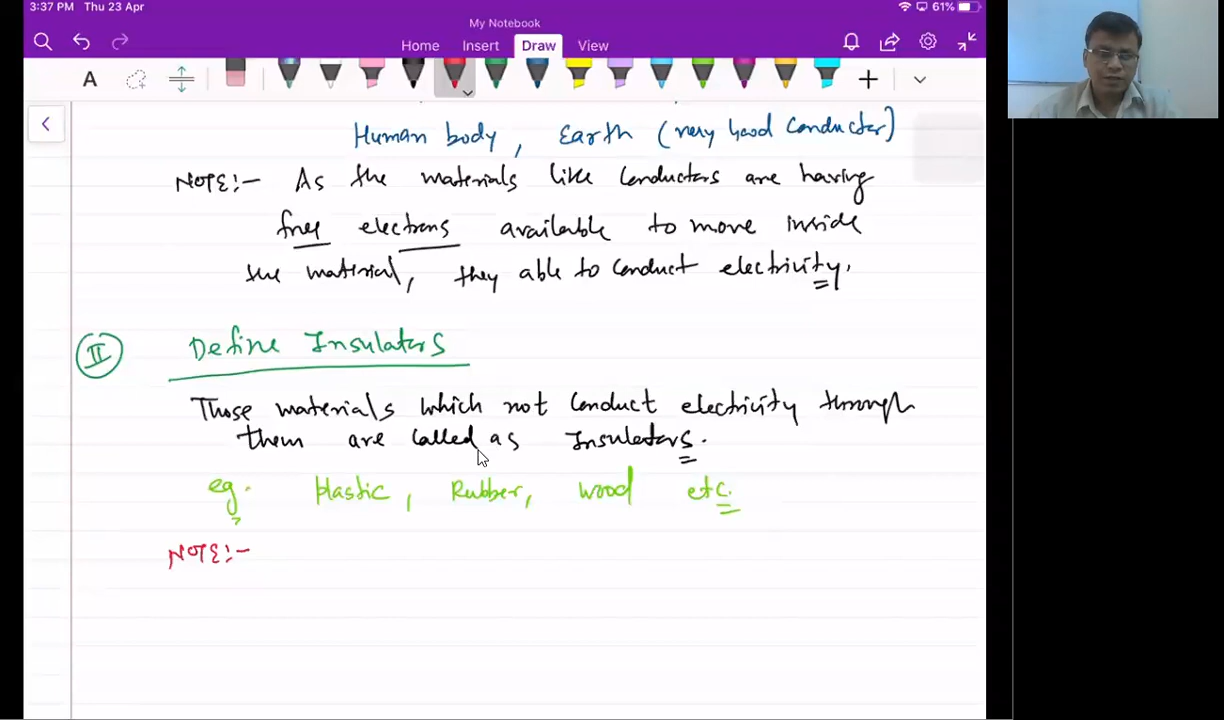 3:37 PM Thu 23 Apr
61%
My Notebook
Home Insert Draw View
A
Human body, Earth (very good conductor)
NOTE:- As the materials like conductors are having
free electrons available to move inside
the material, they able to conduct electricity.
II Define Insulators
Those materials which not conduct electricity through
them are called as Insulators.
eg. plastic, Rubber, wood etc.
NOTE:-